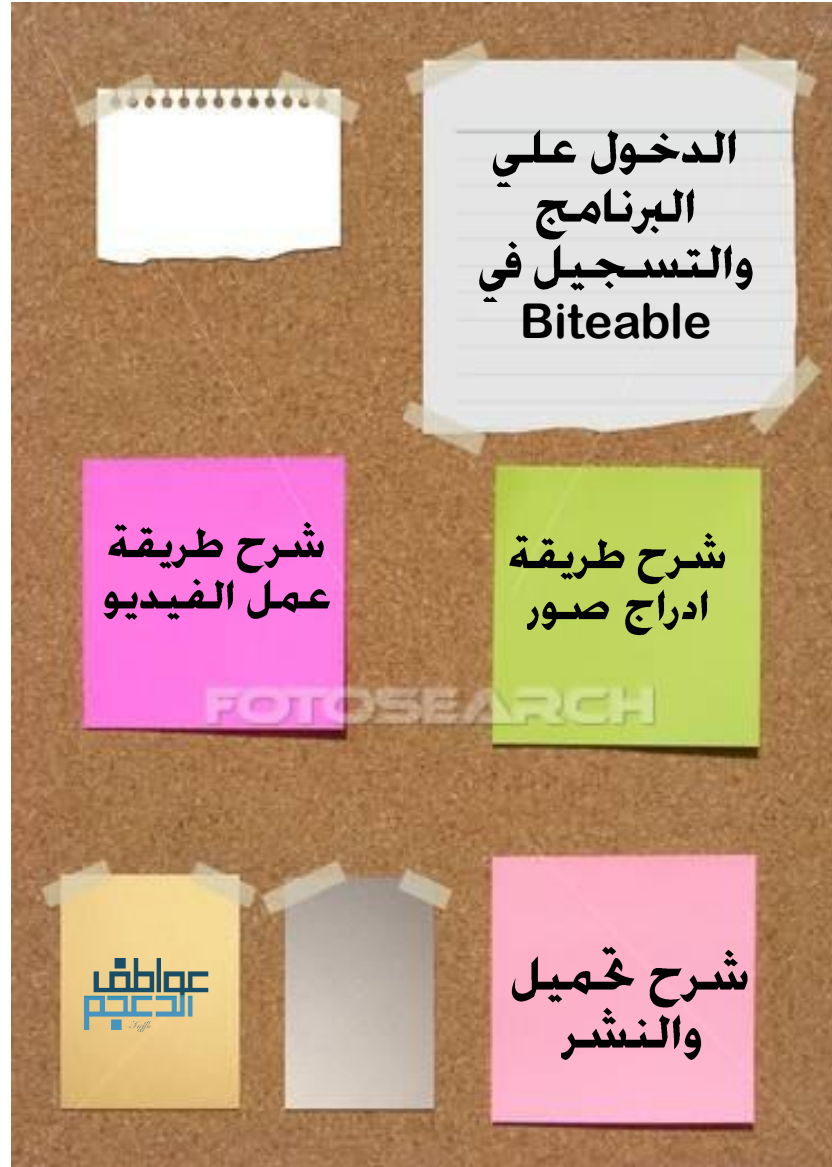 الدخول علي
البرنامج
والتسجيل في
Biteable
شرح طريقة
ادراج صور
شرح طريقة
عمل الفيديو
FOTOSEARCH
شرح تحميل
والنشر
عواطف
الدعجم